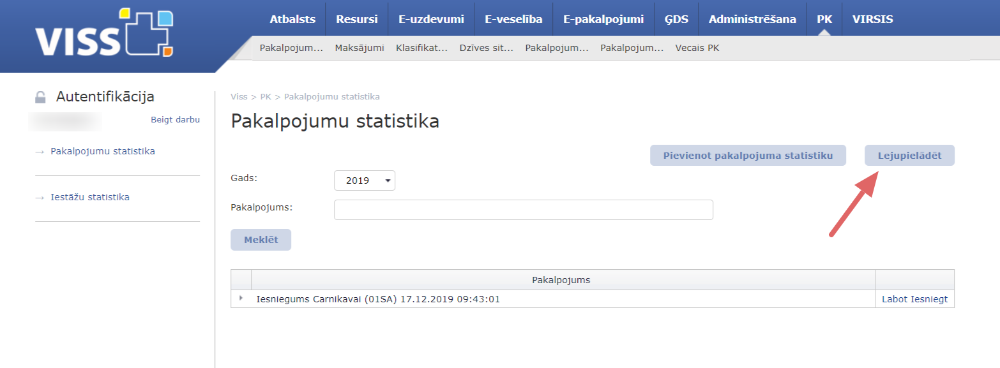 VISS
Atbalsts Resursi E-uzdevumi E-veselība E-pakalpojumi ĢDS Administrēšana PK VIRSIS
Pakalpojum... Maksājumi Klasifikat... Dzīves sit... Pakalpojum... Pakalpojum... Vecais PK
Autentifikācija
Beigt darbu
→ Pakalpojumu statistika
→ Iestāžu statistika
Viss > PK > Pakalpojumu statistika
Pakalpojumu statistika
Pievienot pakalpojuma statistiku Lejupielādēt
Gads: 2019
Pakalpojums:
Meklēt
Pakalpojums
Iesniegums Carnikavai (01SA) 17.12.2019 09:43:01 Labot Iesniegt